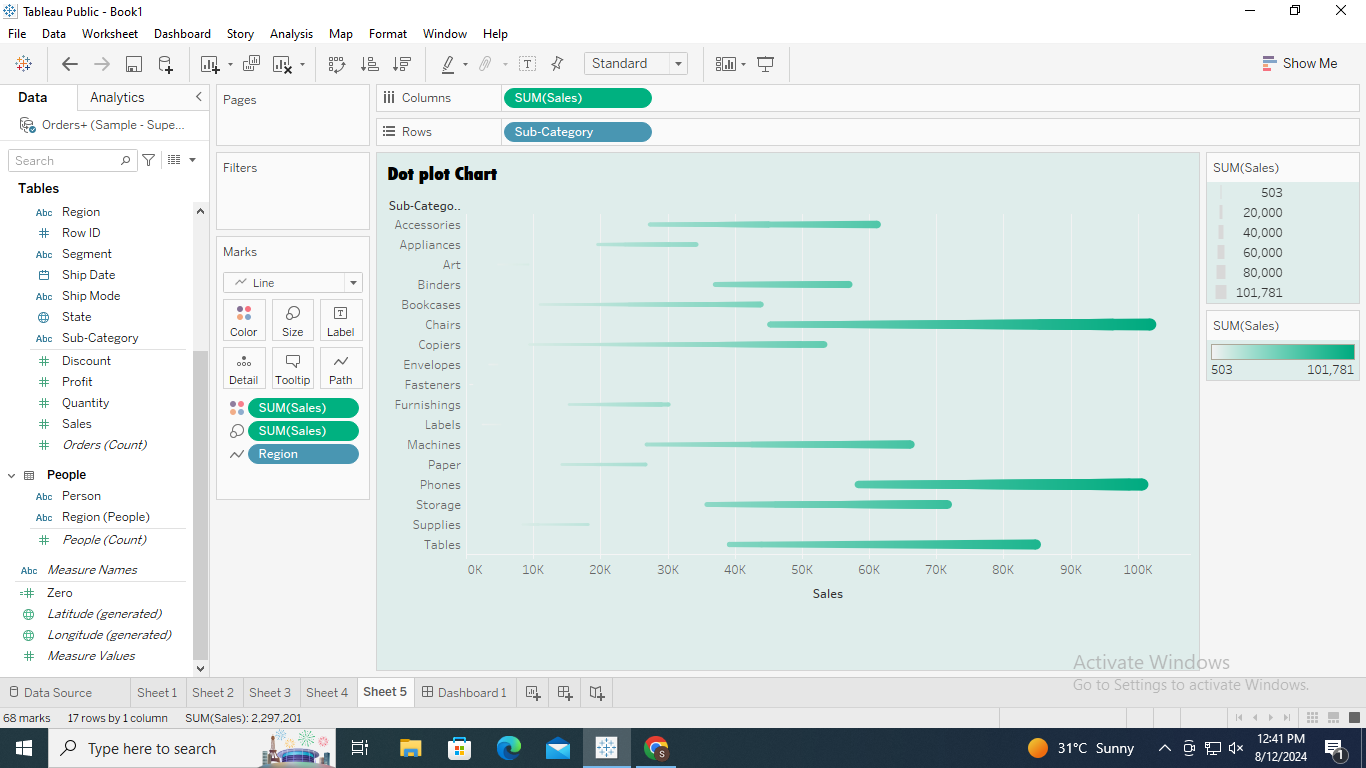 Tableau Public - Book1
File Data Worksheet Dashboard Story Analysis Map Format Window Help
Standard
Show Me
Data Analytics
Orders+ (Sample - Supe...
Search
Tables
Abc Region
Row ID
Abc Segment
Ship Date
Abc Ship Mode
State
Abc Sub-Category
Discount
Profit
Quantity
Sales
Orders (Count)
People
Abc Person
Abc Region (People)
People (Count)
Abc Measure Names
Zero
Latitude (generated)
Longitude (generated)
Measure Values
Pages
Filters
Marks
Line
Color Size Label
Detail Tooltip Path
SUM(Sales)
SUM(Sales)
Region
Columns SUM(Sales)
Rows Sub-Category
Dot plot Chart
Sub-Catego..
Accessories
Appliances
Art
Binders
Bookcases
Chairs
Copiers
Envelopes
Fasteners
Furnishings
Labels
Machines
Paper
Phones
Storage
Supplies
Tables
0K 10K 20K 30K 40K 50K 60K 70K 80K 90K 100K
Sales
SUM(Sales)
503
20,000
40,000
60,000
80,000
101,781
SUM(Sales)
503 101,781
Activate Windows
Go to Settings to activate Windows.
Data Source Sheet 1 Sheet 2 Sheet 3 Sheet 4 Sheet 5 Dashboard 1
68 marks 17 rows by 1 column SUM(Sales): 2,297,201
Type here to search
31°C Sunny
12:41 PM
8/12/2024
1